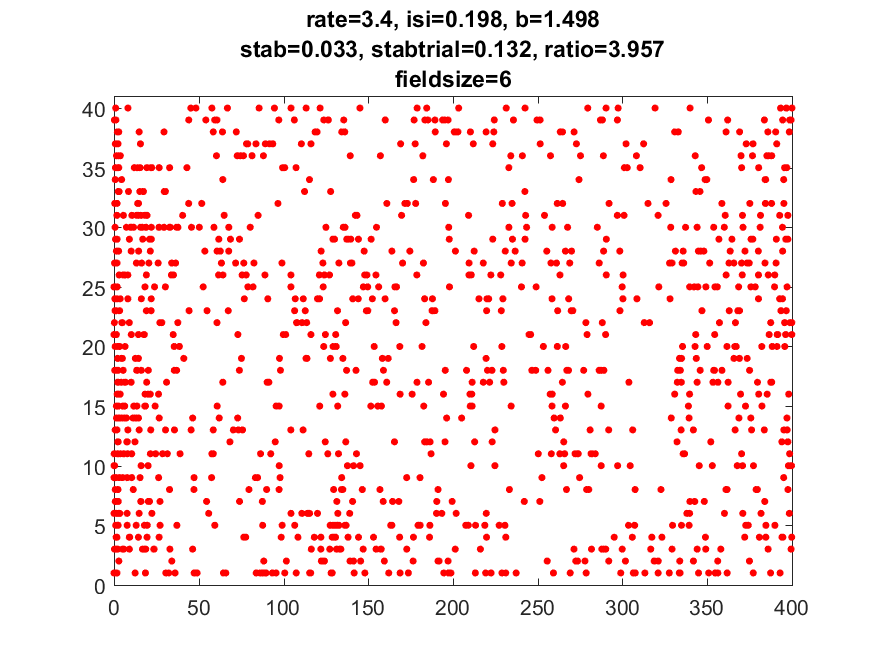 rate=3.4, isi=0.198, b=1.498
stab=0.033, stabtrial=0.132, ratio=3.957
fieldsize=6
40
35
30
25
20
15
10
5
0
0 50 100 150 200 250 300 350 400